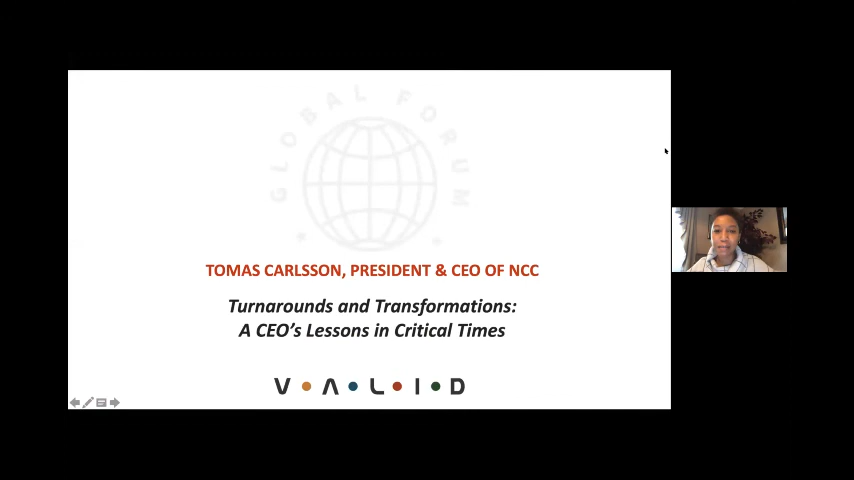 GLOBAL FORUM
TOMAS CARLSSON, PRESIDENT & CEO OF NCC
Turnarounds and Transformations:
A CEO’s Lessons in Critical Times
V•A•L•I•D